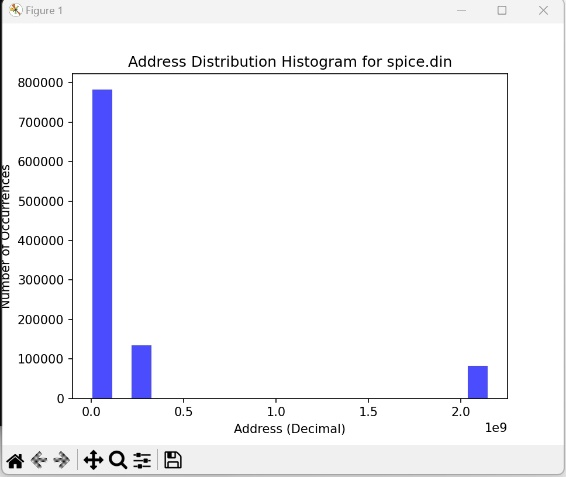 Figure 1
Address Distribution Histogram for spice.din
800000
700000
600000
500000
400000
300000
200000
100000
0
Number of Occurrences
0.0 0.5 1.0 1.5 2.0
1e9
Address (Decimal)